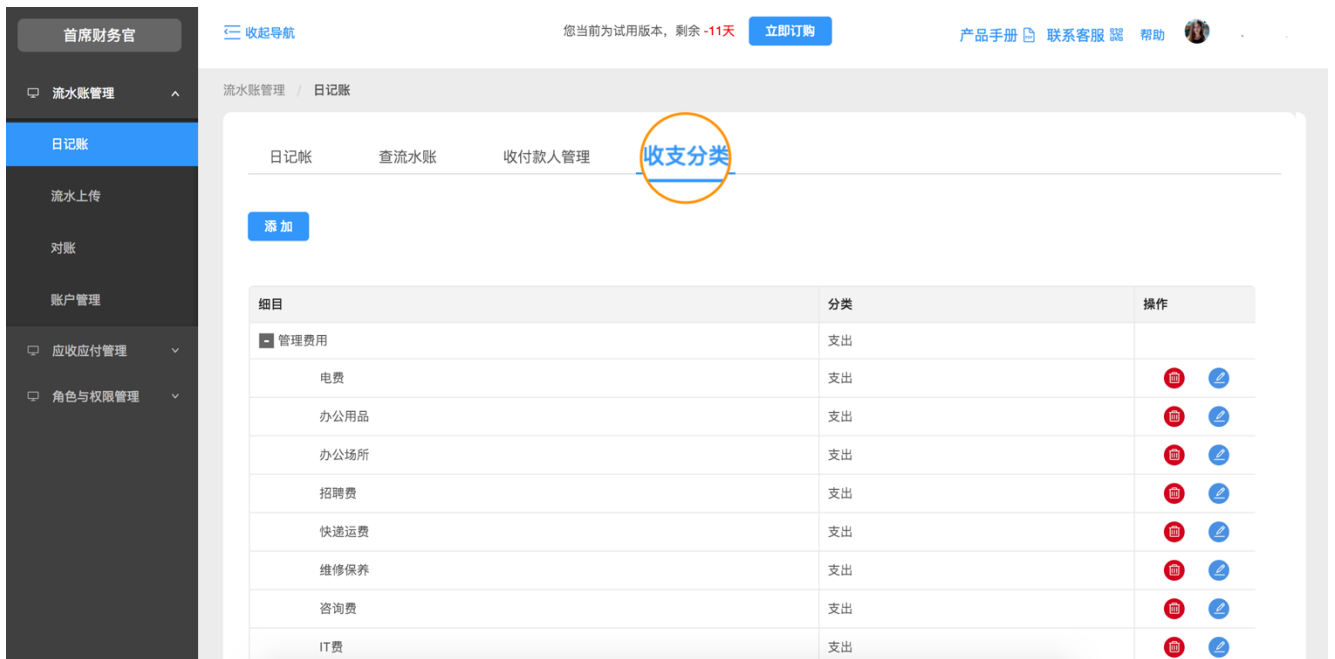 首席财务官
收起导航
您当前为试用版本，剩余 -11天
立即订购
产品手册 联系客服 帮助
流水账管理
日记账
流水上传
对账
账户管理
应收应付管理
角色与权限管理
流水账管理 / 日记账
日记帐 查流水账 收付款人管理 收支分类
添加
细目 分类 操作
- 管理费用 支出
电费 支出
办公用品 支出
办公场所 支出
招聘费 支出
快递运费 支出
维修保养 支出
咨询费 支出
IT费 支出